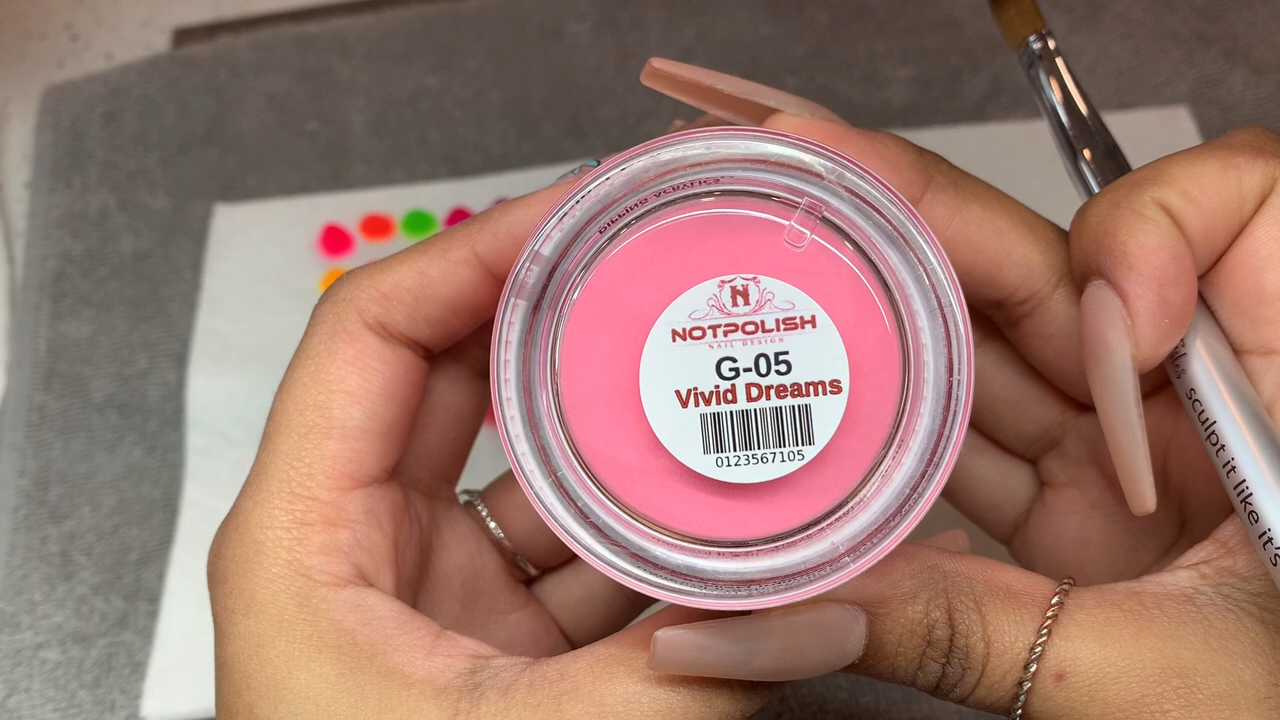 N
NOTPOLISH
NAIL DESIGN
G-05
Vivid Dreams
0123567105
sculpt it like it's